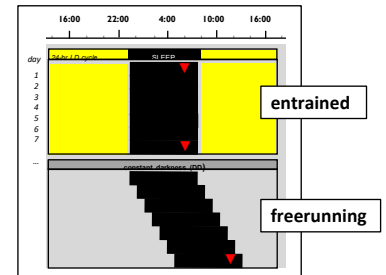 16:00 22:00 4:00 10:00 16:00
24-hr LD cycle SLEEP
day
1
2
3
4
5
6
7
entrained
...
constant darkness (DD)
freerunning